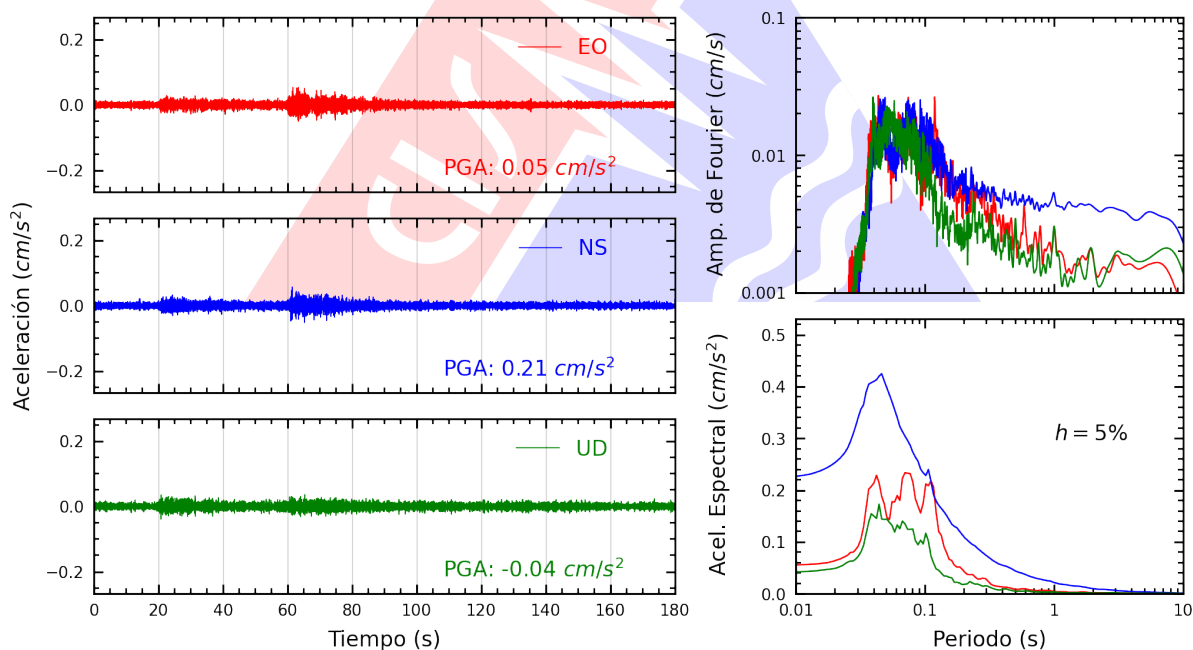 Aceleración (cm/s²)
0.2
0.0
−0.2
EO
PGA: 0.05 cm/s²
0.2
0.0
−0.2
NS
PGA: 0.21 cm/s²
0.2
0.0
−0.2
UD
PGA: -0.04 cm/s²
0 20 40 60 80 100 120 140 160 180
Tiempo (s)
Amp. de Fourier (cm/s)
0.1
0.01
0.001
Acel. Espectral (cm/s²)
0.5
0.4
0.3
0.2
0.1
0.0
h = 5%
0.01 0.1 1 10
Periodo (s)
CIS